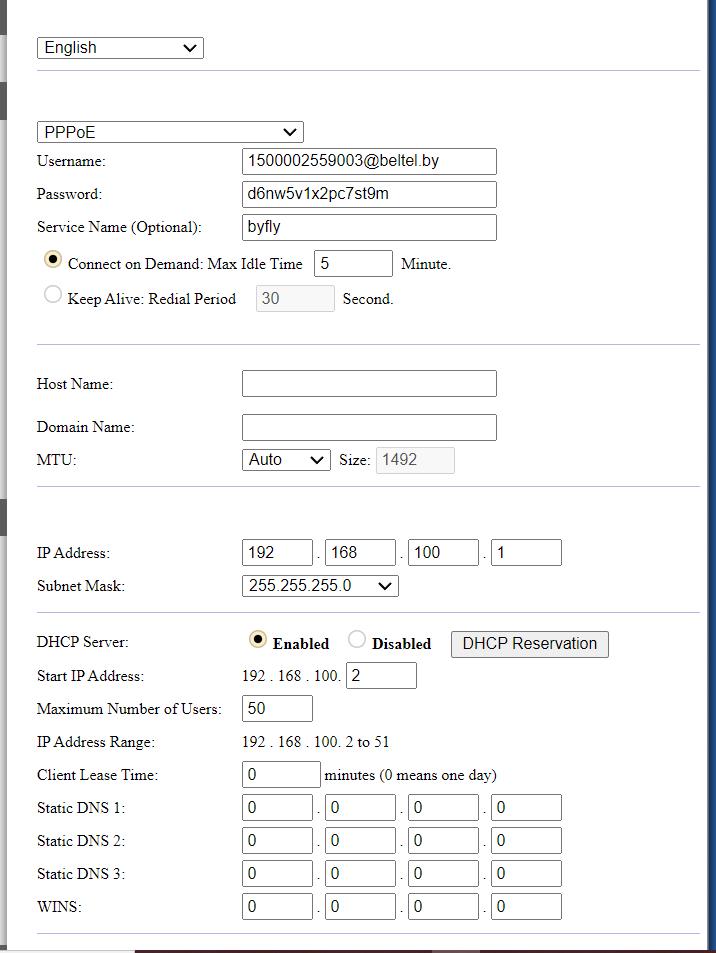 English
PPPoE
Username: 1500002559003@beltel.by
Password: d6nw5v1x2pc7st9m
Service Name (Optional): byfly
Connect on Demand: Max Idle Time 5 Minute.
Keep Alive: Redial Period 30 Second.
Host Name:
Domain Name:
MTU: Auto Size: 1492
IP Address: 192 . 168 . 100 . 1
Subnet Mask: 255.255.255.0
DHCP Server: Enabled Disabled DHCP Reservation
Start IP Address: 192 . 168 . 100. 2
Maximum Number of Users: 50
IP Address Range: 192 . 168 . 100. 2 to 51
Client Lease Time: 0 minutes (0 means one day)
Static DNS 1: 0 . 0 . 0 . 0
Static DNS 2: 0 . 0 . 0 . 0
Static DNS 3: 0 . 0 . 0 . 0
WINS: 0 . 0 . 0 . 0